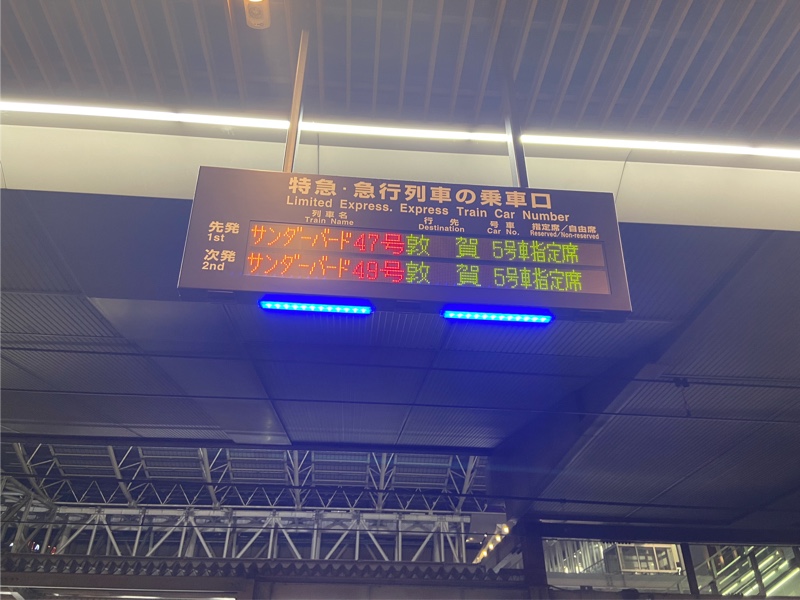 特急・急行列車の乗車口
Limited Express. Express Train Car Number
列車名 行先 号車 指定席/自由席
Train Name Destination Car No. Reserved/Non-reserved
先発 サンダーバード47号 敦賀 5号車指定席
1st
次発 サンダーバード49号 敦賀 5号車指定席
2nd